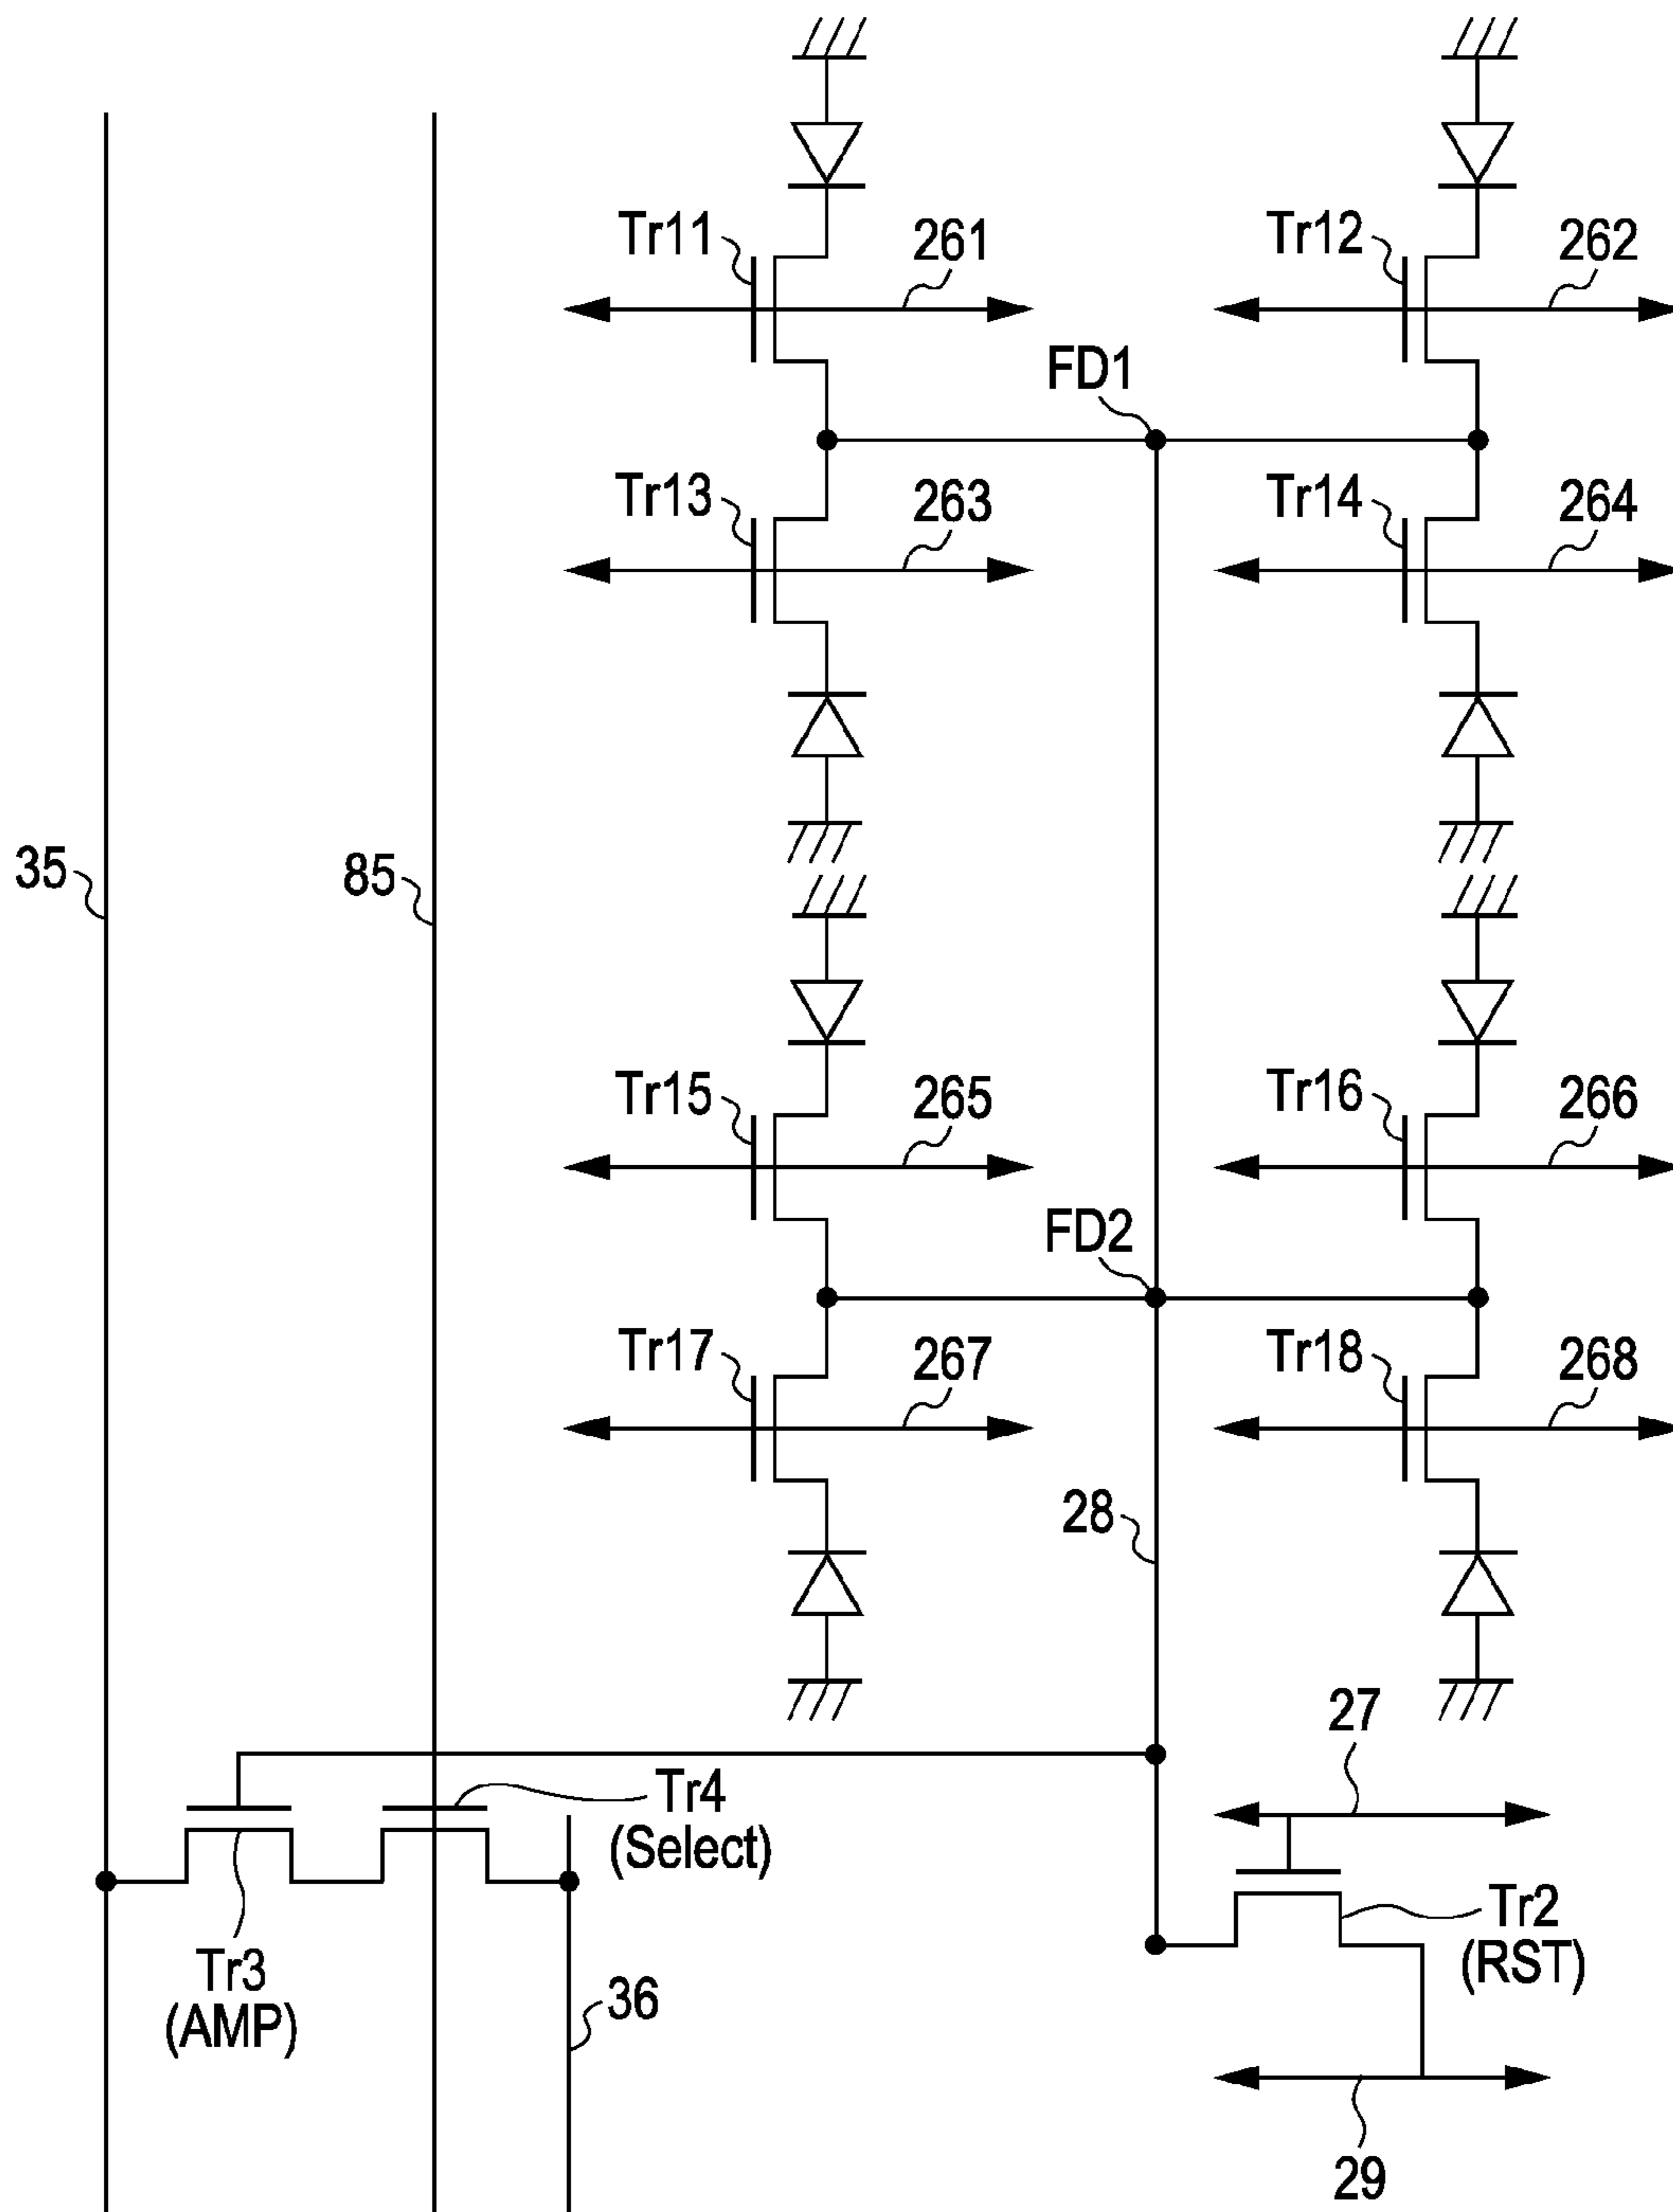 Tr11
261
Tr12
262
FD1
Tr13
263
Tr14
264
35
85
Tr15
265
Tr16
266
FD2
Tr17
267
Tr18
268
28
27
Tr4
(Select)
Tr2
(RST)
Tr3
(AMP)
36
29